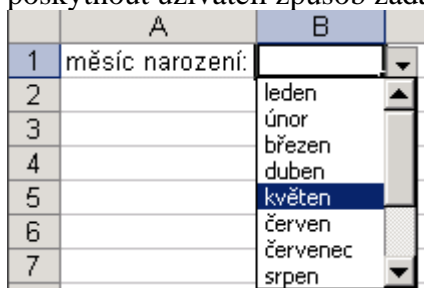 poskytnout uživateli způsob zadá
A B
1 měsíc narození:
2 leden
únor
3 březen
4 duben
5 květen
6 červen
červenec
7 srpen